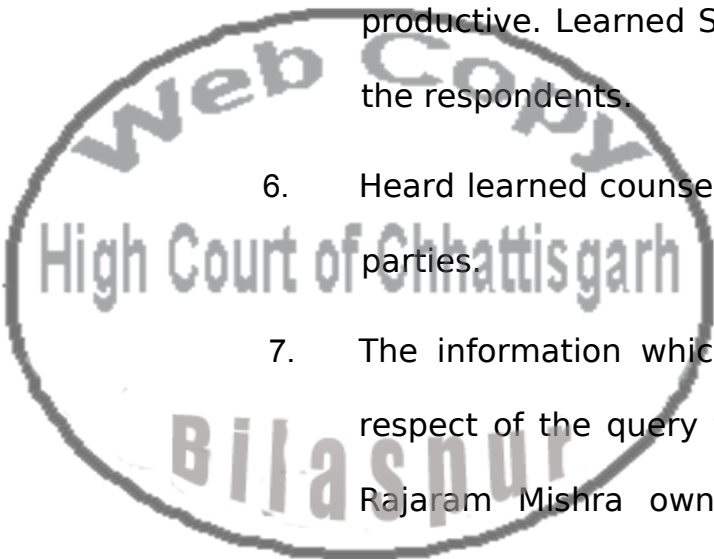 productive. Learned S
the respondents.
6. Heard learned counse
parties.
7. The information whic
respect of the query
Rajaram Mishra own
Web Copy
High Court of Chhattisgarh
Bilaspur